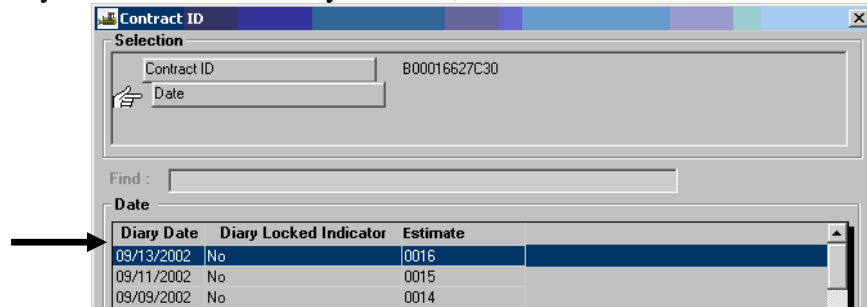 Contract ID
Selection
Contract ID B00016627C30
Date
Find :
Date
Diary Date Diary Locked Indicator Estimate
09/13/2002 No 0016
09/11/2002 No 0015
09/09/2002 No 0014